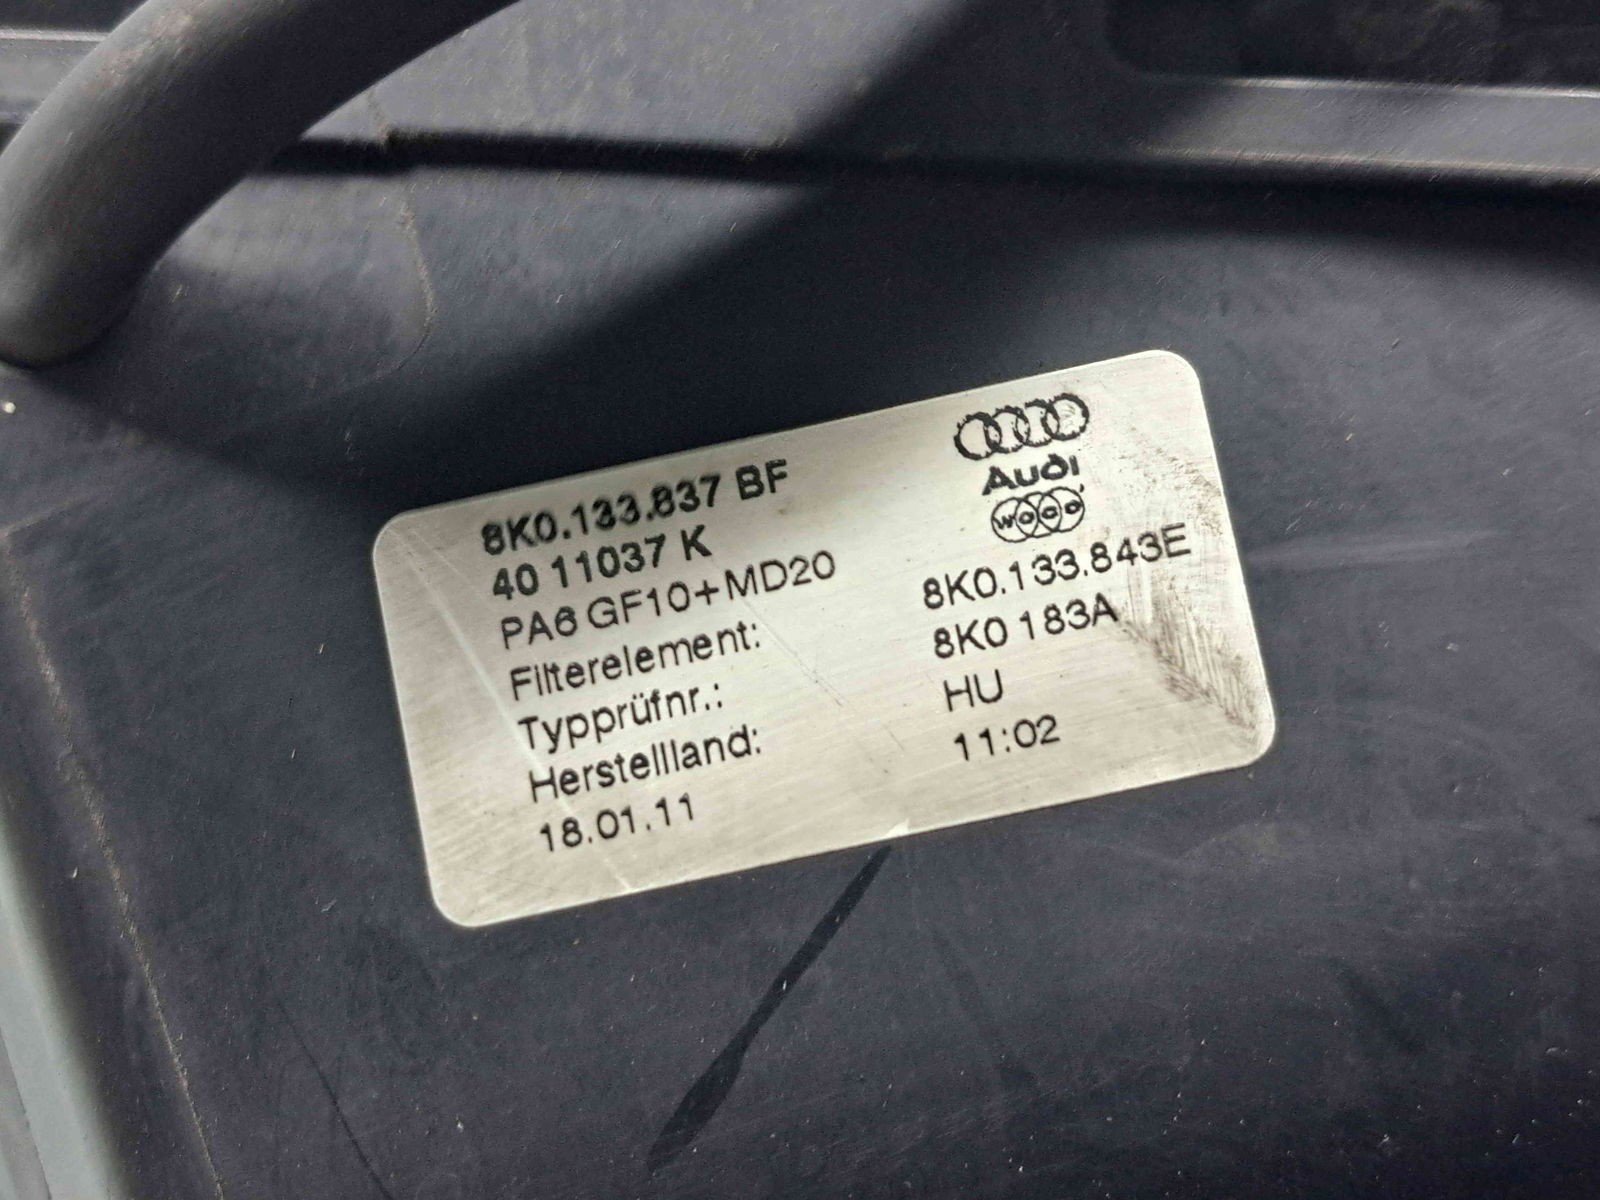 8K0.133.837 BF
Audi
woco
40 11037 K
PA6 GF10+MD20
Filterelement: 8K0.133.843E
Typprüfnr.: 8K0 183A
Herstellland: HU
18.01.11 11:02